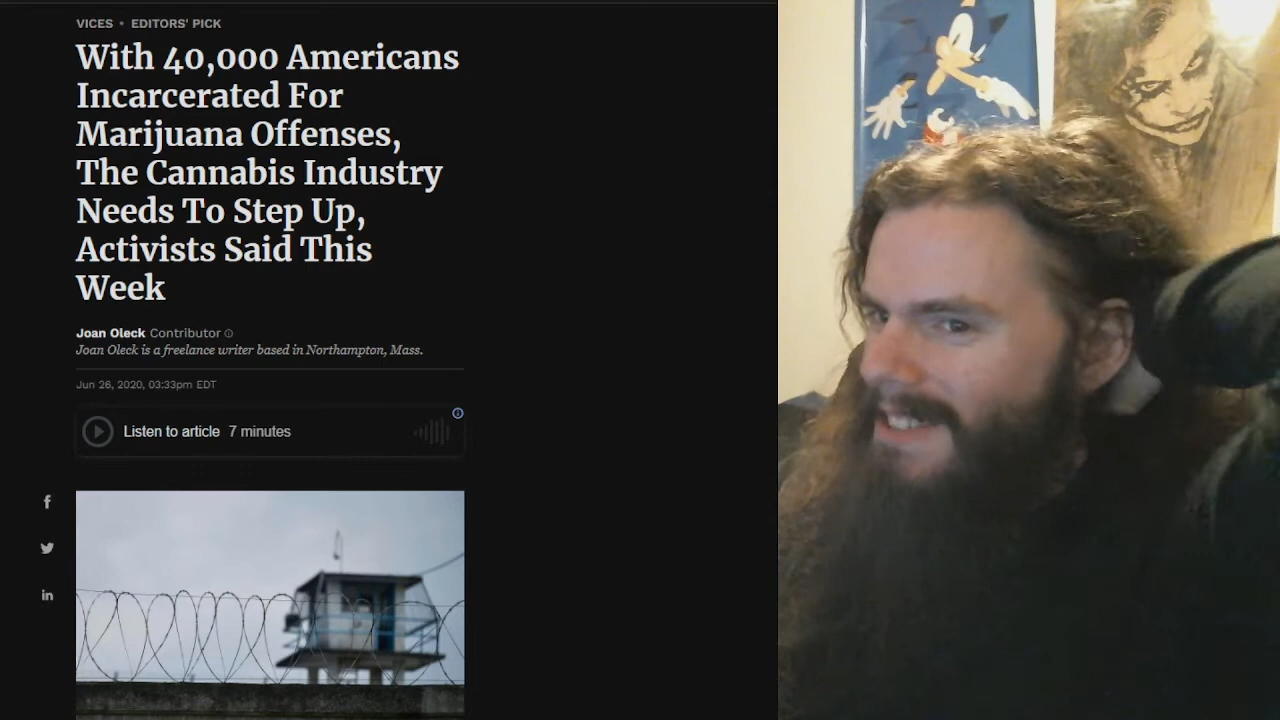 VICES • EDITORS' PICK
With 40,000 Americans
Incarcerated For
Marijuana Offenses,
The Cannabis Industry
Needs To Step Up,
Activists Said This
Week
Joan Oleck Contributor
Joan Oleck is a freelance writer based in Northampton, Mass.
Jun 26, 2020, 03:33pm EDT
Listen to article 7 minutes